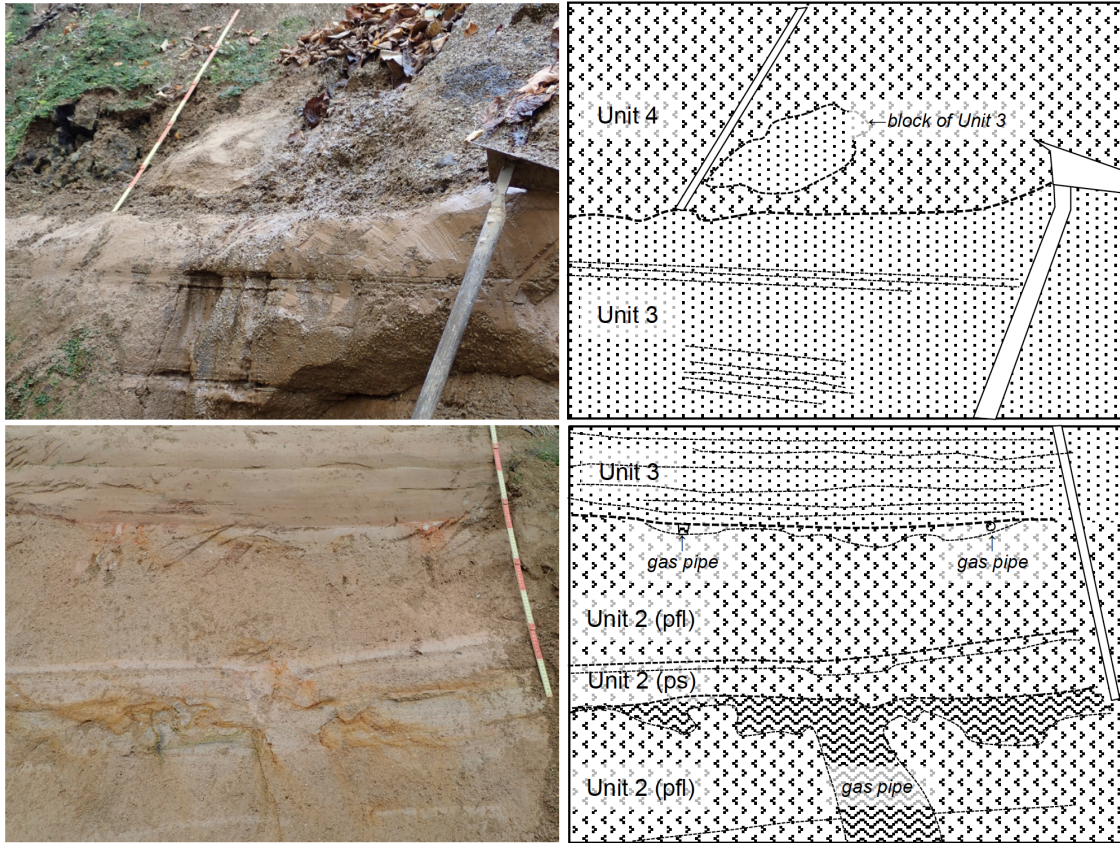 Unit 4
←block of Unit 3
Unit 3
Unit 3
gas pipe
gas pipe
Unit 2 (pfl)
Unit 2 (ps)
gas pipe
Unit 2 (pfl)